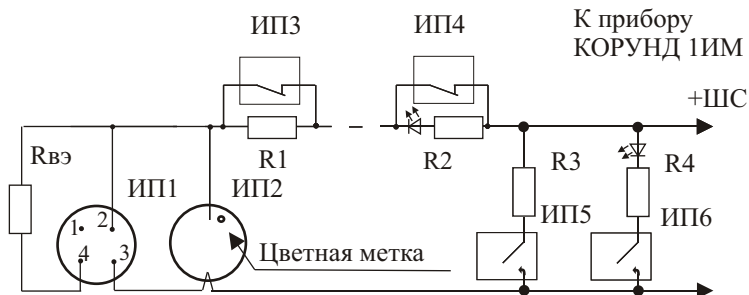 ИП3
ИП4
К прибору
КОРУНД 1ИМ
+ШС
Rвэ
R1
R2
R3
R4
ИП1
ИП2
ИП5
ИП6
1
2
4
3
Цветная метка